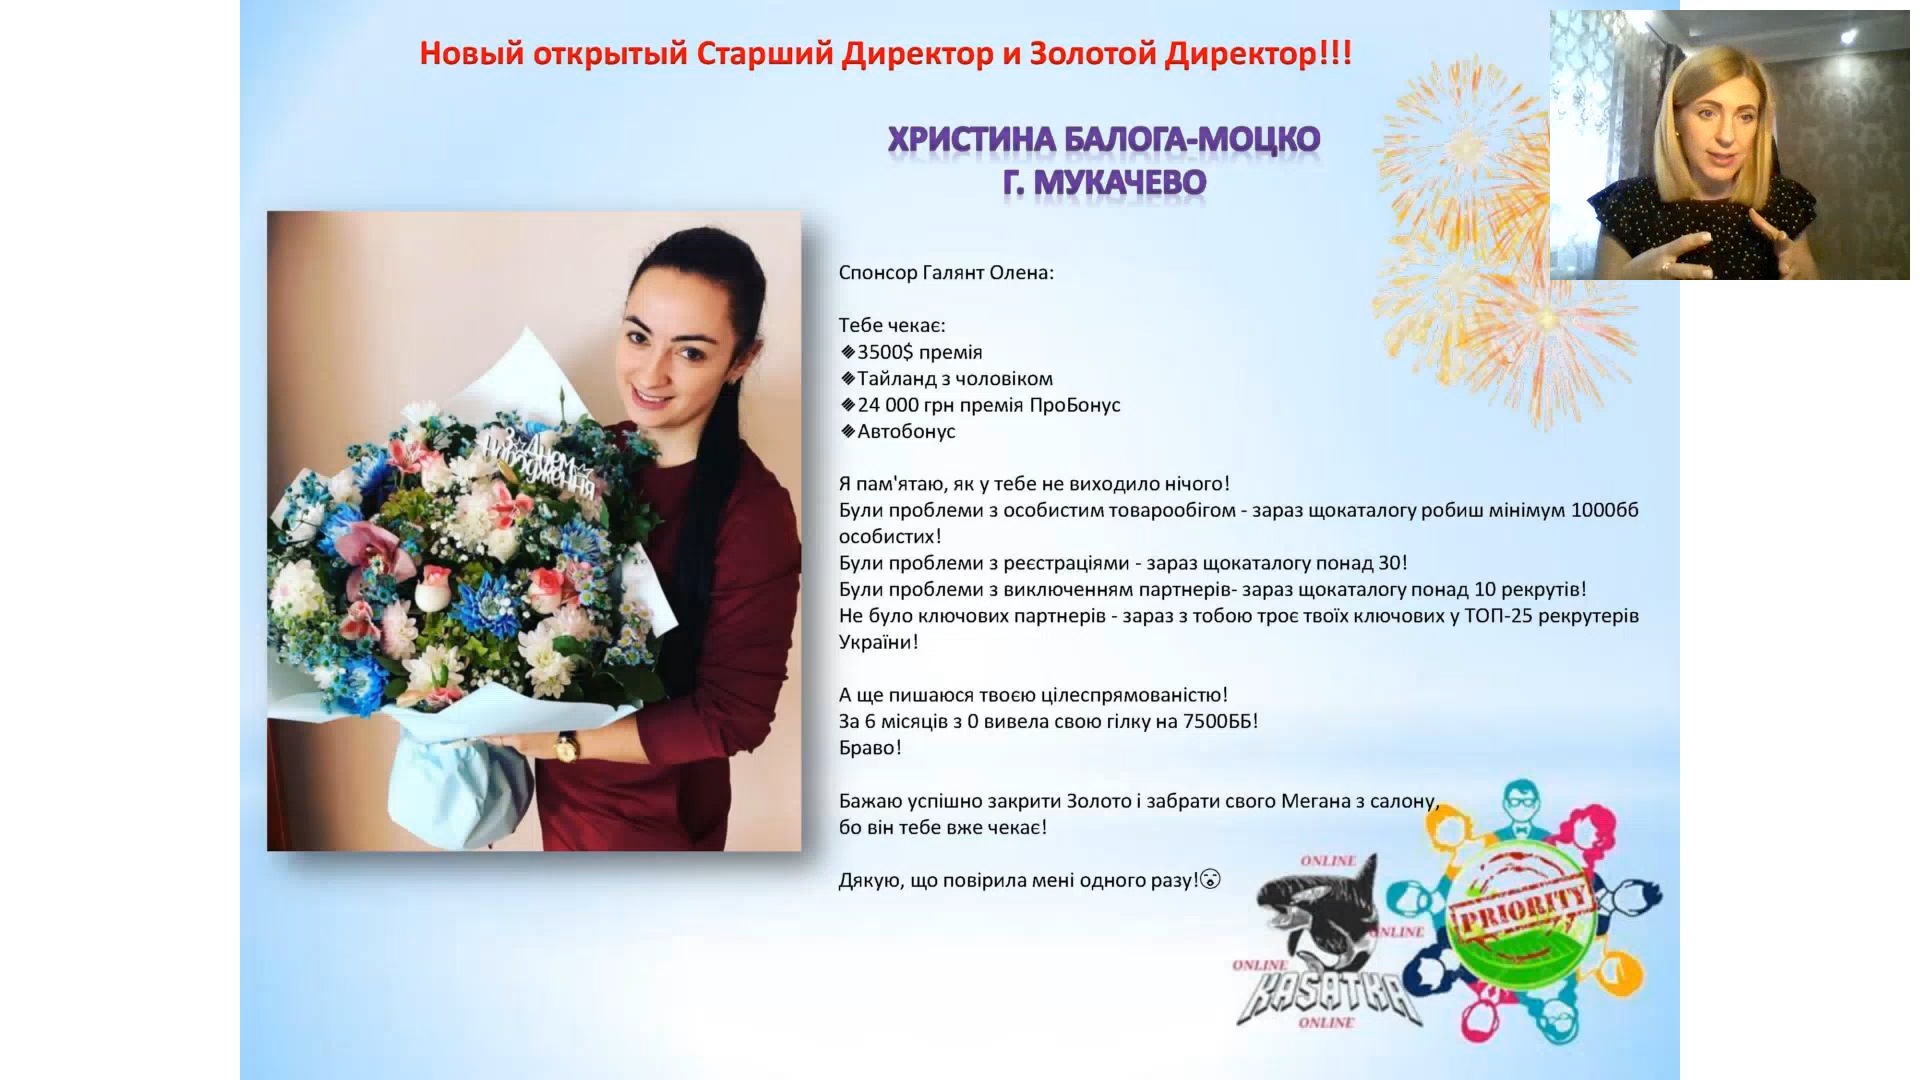 Новый открытый Старший Директор и Золотой Директор!!!
ХРИСТИНА БАЛОГА-МОЦКО
Г. МУКАЧЕВО
З Днем
Народження
Спонсор Галянт Олена:
Тебе чекає:
3500$ премія
Тайланд з чоловіком
24 000 грн премія ПроБонус
Автобонус
Я пам'ятаю, як у тебе не виходило нічого!
Були проблеми з особистим товарообігом - зараз щокаталогу робиш мінімум 1000бб
особистих!
Були проблеми з реєстраціями - зараз щокаталогу понад 30!
Були проблеми з виключенням партнерів- зараз щокаталогу понад 10 рекрутів!
Не було ключових партнерів - зараз з тобою троє твоїх ключових у ТОП-25 рекрутерів
України!
А ще пишаюся твоєю цілеспрямованістю!
За 6 місяців з 0 вивела свою гілку на 7500ББ!
Браво!
Бажаю успішно закрити Золото і забрати свого Мегана з салону,
бо він тебе вже чекає!
Дякую, що повірила мені одного разу!
ONLINE
ONLINE
ONLINE
KASATKA
ONLINE
PRIORITY